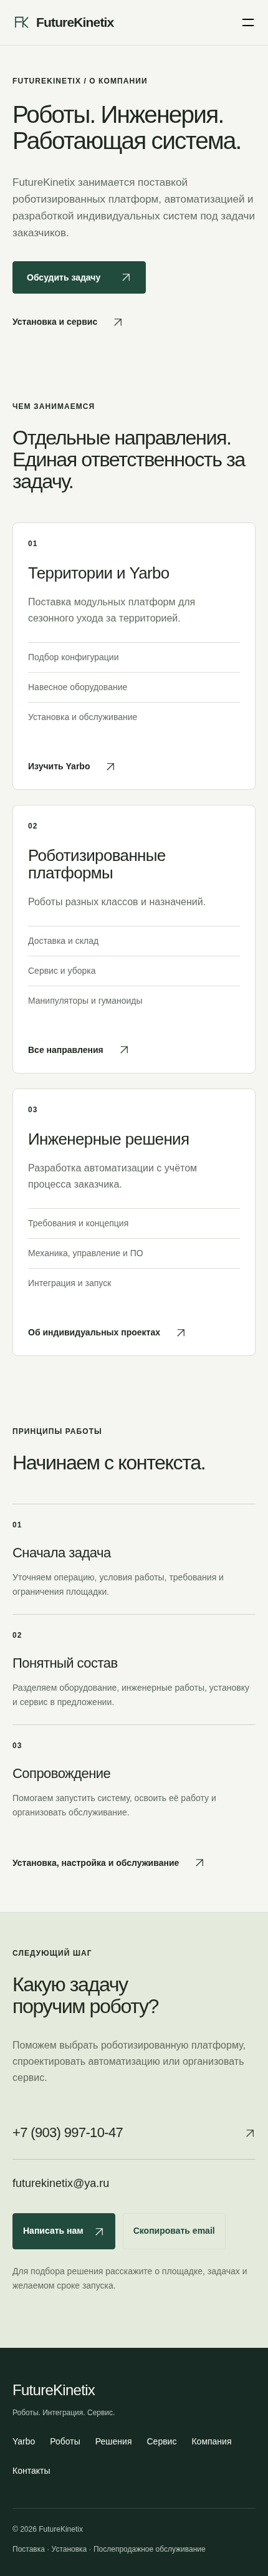 FK FutureKinetix
FUTUREKINETIX / О КОМПАНИИ
Роботы. Инженерия.
Работающая система.
FutureKinetix занимается поставкой
роботизированных платформ, автоматизацией и
разработкой индивидуальных систем под задачи
заказчиков.
Обсудить задачу
Установка и сервис
ЧЕМ ЗАНИМАЕМСЯ
Отдельные направления.
Единая ответственность за
задачу.
01
Территории и Yarbo
Поставка модульных платформ для
сезонного ухода за территорией.
Подбор конфигурации
Навесное оборудование
Установка и обслуживание
Изучить Yarbo
02
Роботизированные
платформы
Роботы разных классов и назначений.
Доставка и склад
Сервис и уборка
Манипуляторы и гуманоиды
Все направления
03
Инженерные решения
Разработка автоматизации с учётом
процесса заказчика.
Требования и концепция
Механика, управление и ПО
Интеграция и запуск
Об индивидуальных проектах
ПРИНЦИПЫ РАБОТЫ
Начинаем с контекста.
01
Сначала задача
Уточняем операцию, условия работы, требования и
ограничения площадки.
02
Понятный состав
Разделяем оборудование, инженерные работы, установку
и сервис в предложении.
03
Сопровождение
Помогаем запустить систему, освоить её работу и
организовать обслуживание.
Установка, настройка и обслуживание
СЛЕДУЮЩИЙ ШАГ
Какую задачу
поручим роботу?
Поможем выбрать роботизированную платформу,
спроектировать автоматизацию или организовать
сервис.
+7 (903) 997-10-47
futurekinetix@ya.ru
Написать нам
Скопировать email
Для подбора решения расскажите о площадке, задачах и
желаемом сроке запуска.
FutureKinetix
Роботы. Интеграция. Сервис.
Yarbo Роботы Решения Сервис Компания
Контакты
© 2026 FutureKinetix
Поставка · Установка · Послепродажное обслуживание